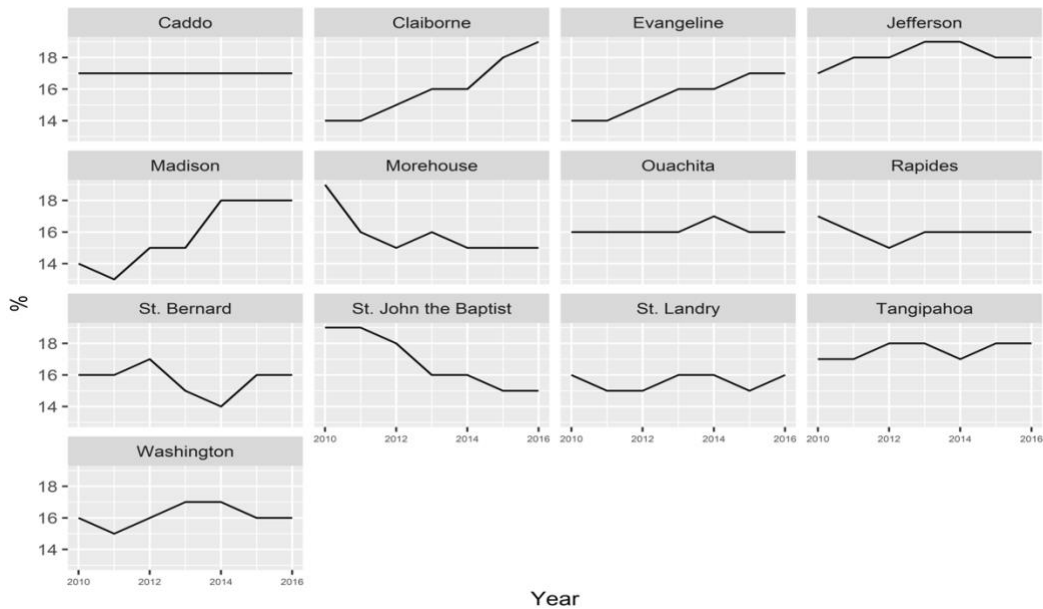 Caddo Claiborne Evangeline Jefferson
18
16
14
Madison Morehouse Ouachita Rapides
18
16
14
%
St. Bernard St. John the Baptist St. Landry Tangipahoa
18
16
14
2010 2012 2014 2016 2010 2012 2014 2016 2010 2012 2014 2016
Washington
18
16
14
2010 2012 2014 2016
Year